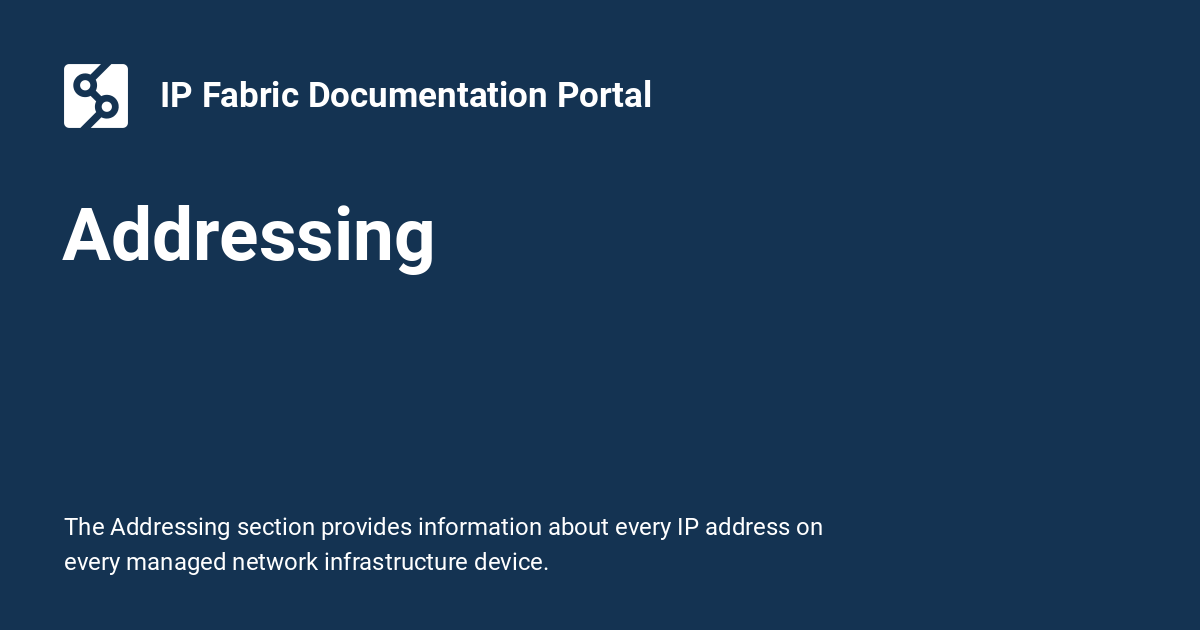 IP Fabric Documentation Portal
Addressing
The Addressing section provides information about every IP address on
every managed network infrastructure device.